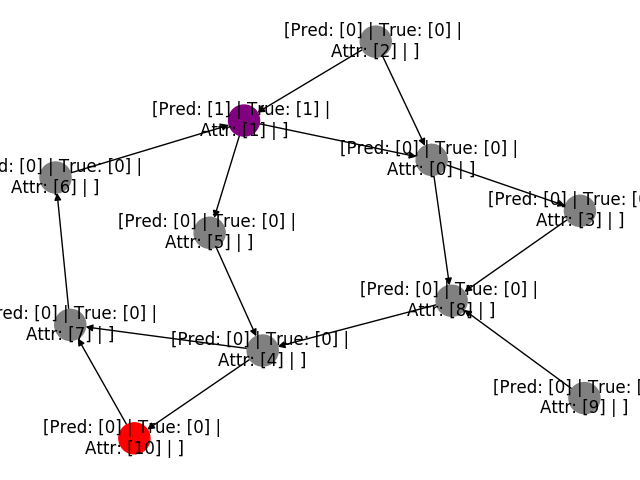 [Pred: [0] | True: [0] |
Attr: [2] | ]
[Pred: [1] | True: [1] |
Attr: [1] | ]
[Pred: [0] | True: [0] |
Attr: [0] | ]
d: [0] | True: [0] |
Attr: [6] | ]
[Pred: [0] | True: [0
Attr: [3] | ]
[Pred: [0] | True: [0] |
Attr: [5] | ]
[Pred: [0] | True: [0] |
Attr: [8] | ]
red: [0] | True: [0] |
Attr: [7] | ]
[Pred: [0] | True: [0] |
Attr: [4] | ]
[Pred: [0] | True: [
Attr: [9] | ]
[Pred: [0] | True: [0] |
Attr: [10] | ]